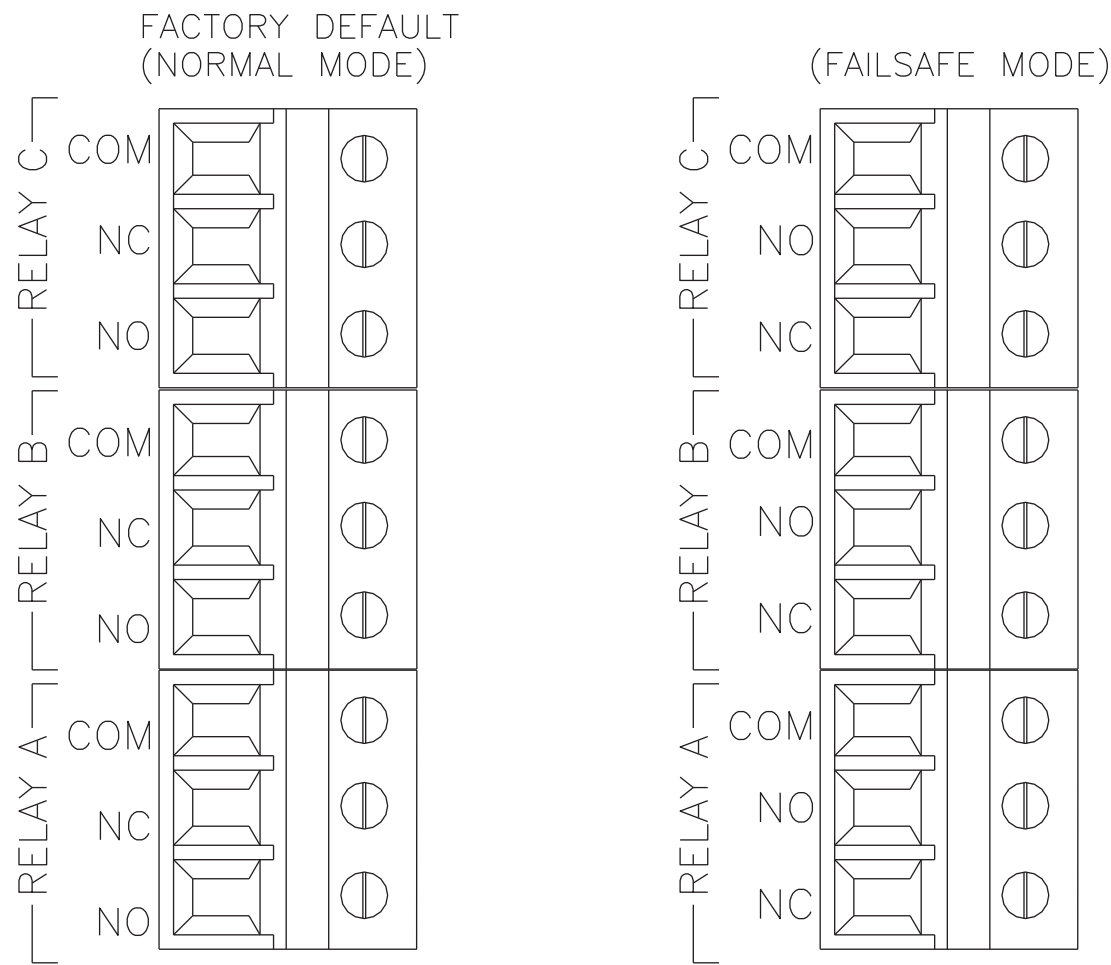 FACTORY DEFAULT
(NORMAL MODE)
RELAY C
COM
NC
NO
RELAY B
COM
NC
NO
RELAY A
COM
NC
NO
(FAILSAFE MODE)
RELAY C
COM
NO
NC
RELAY B
COM
NO
NC
RELAY A
COM
NO
NC